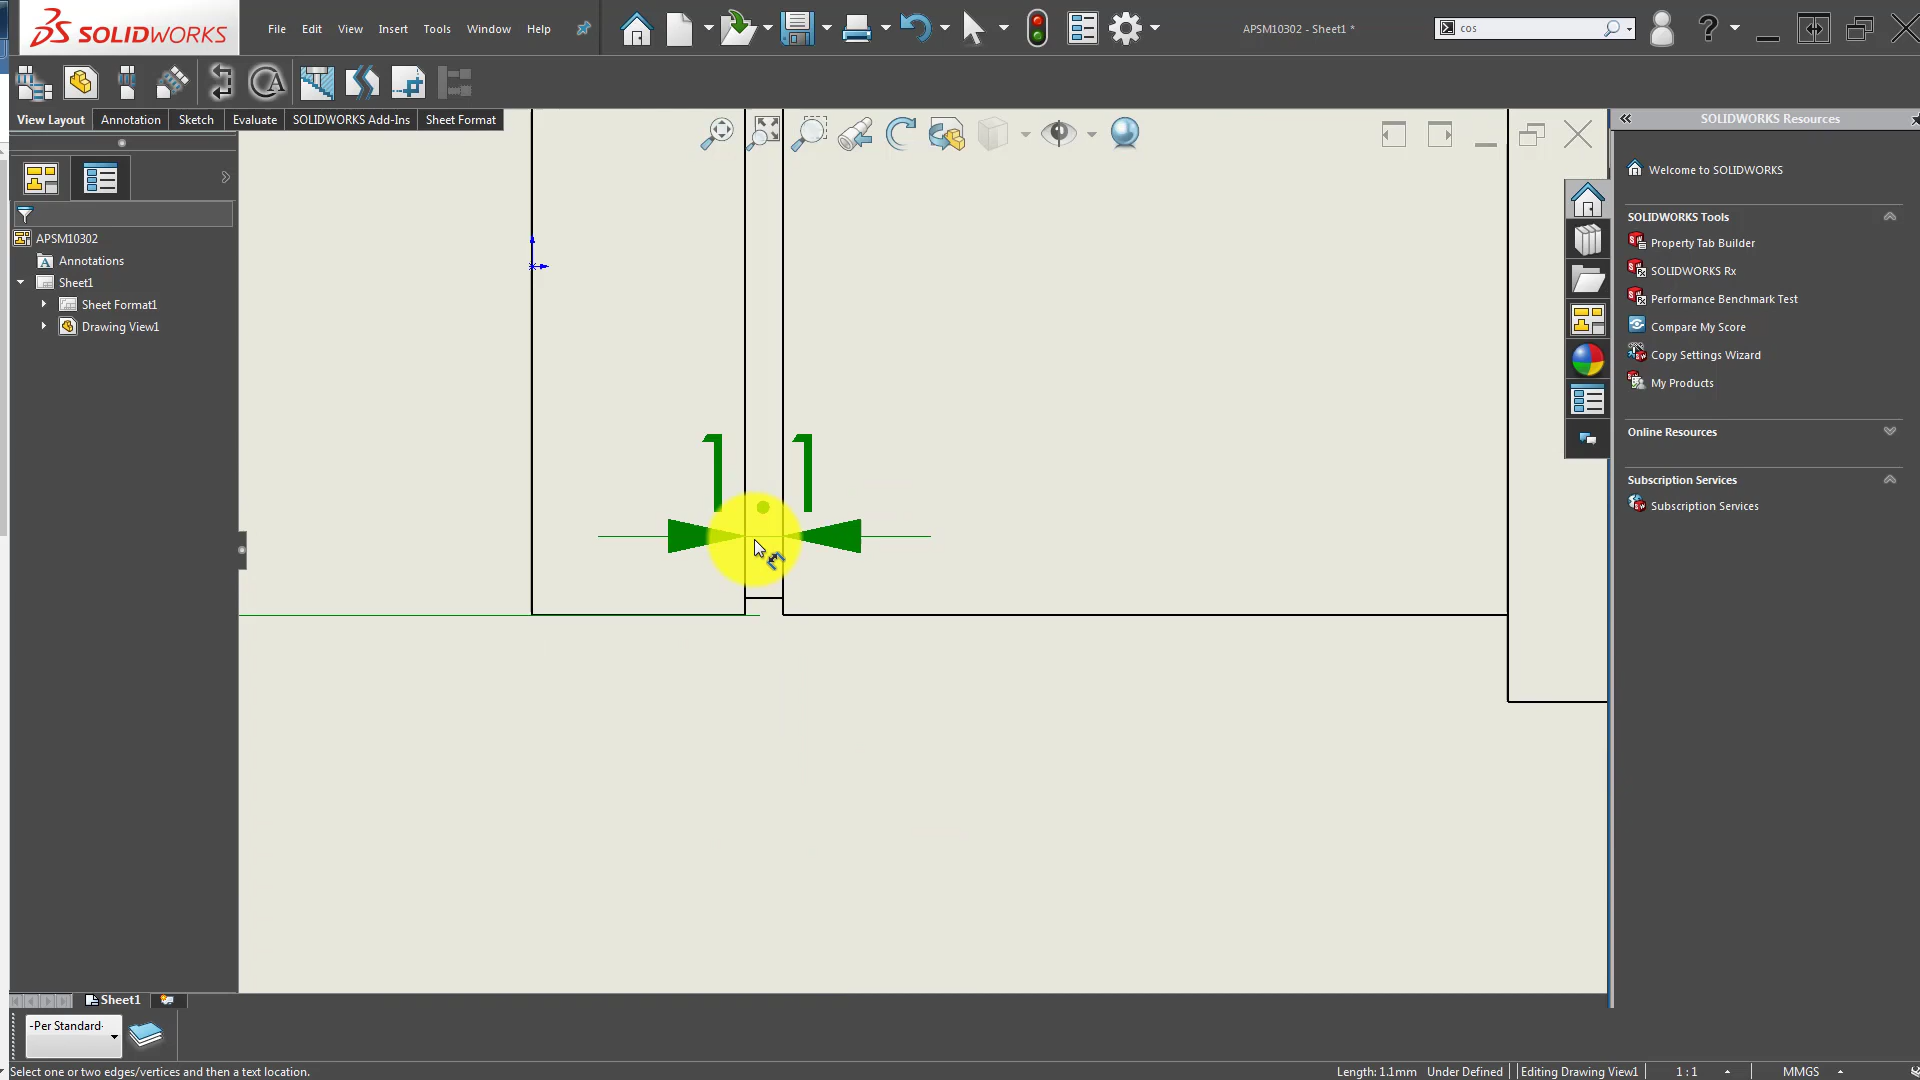 SOLIDWORKS
File Edit View Insert Tools Window Help
APSM10302 - Sheet1 *
cos
View Layout Annotation Sketch Evaluate SOLIDWORKS Add-Ins Sheet Format
SOLIDWORKS Resources
APSM10302
Annotations
Sheet1
Sheet Format1
Drawing View1
Welcome to SOLIDWORKS
SOLIDWORKS Tools
Property Tab Builder
SOLIDWORKS Rx
Performance Benchmark Test
Compare My Score
Copy Settings Wizard
My Products
Online Resources
Subscription Services
Subscription Services
1.1
Sheet1
-Per Standard-
Select one or two edges/vertices and then a text location.
Length: 1.1mm Under Defined Editing Drawing View1 1 : 1 MMGS